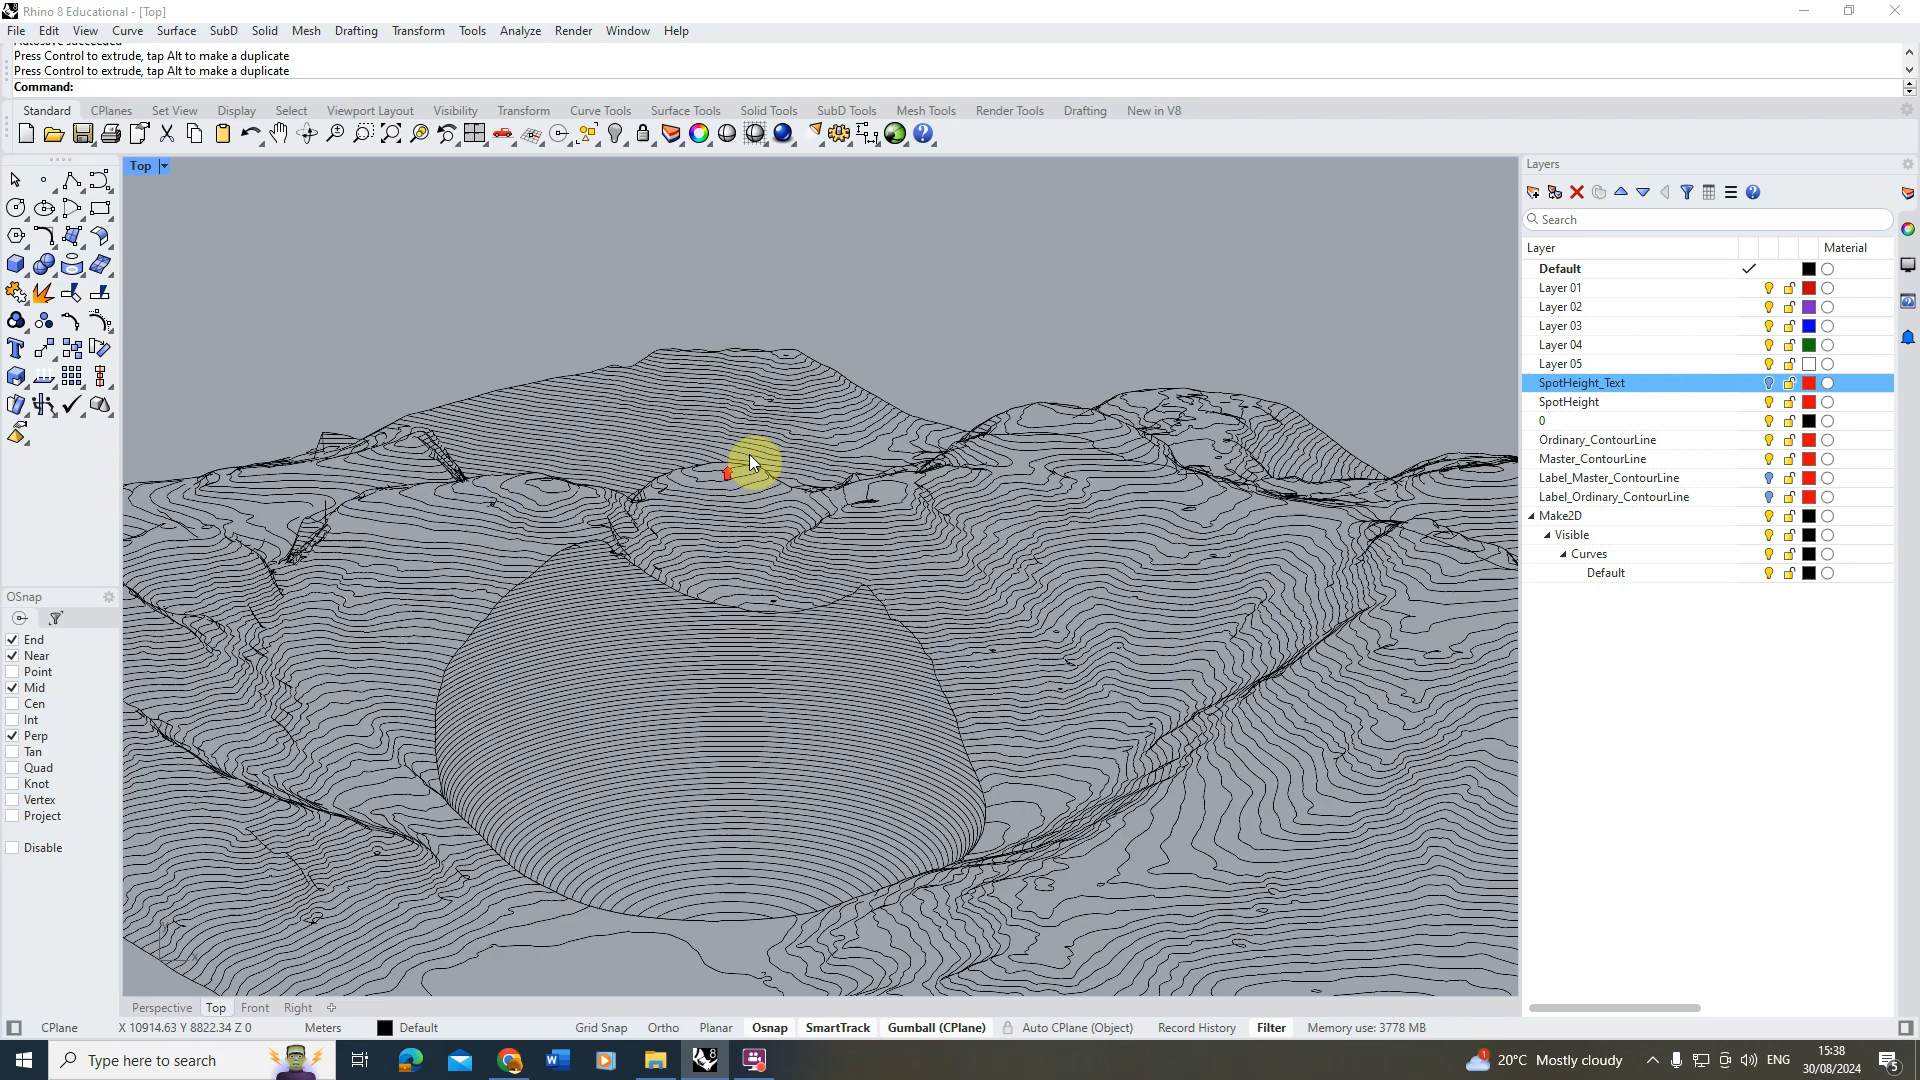 Rhino 8 Educational - [Top]
File Edit View Curve Surface SubD Solid Mesh Drafting Transform Tools Analyze Render Window Help
Autosave succeeded
Press Control to extrude, tap Alt to make a duplicate
Press Control to extrude, tap Alt to make a duplicate
Command:
Standard CPlanes Set View Display Select Viewport Layout Visibility Transform Curve Tools Surface Tools Solid Tools SubD Tools Mesh Tools Render Tools Drafting New in V8
Top
Layers
Search
Layer Material
Default
Layer 01
Layer 02
Layer 03
Layer 04
Layer 05
SpotHeight_Text
SpotHeight
0
Ordinary_ContourLine
Master_ContourLine
Label_Master_ContourLine
Label_Ordinary_ContourLine
Make2D
Visible
Curves
Default
OSnap
End
Near
Point
Mid
Cen
Int
Perp
Tan
Quad
Knot
Vertex
Project
Disable
Perspective Top Front Right
CPlane X 10914.63 Y 8822.34 Z 0 Meters Default Grid Snap Ortho Planar Osnap SmartTrack Gumball (CPlane) Auto CPlane (Object) Record History Filter Memory use: 3778 MB
Type here to search
20°C Mostly cloudy
ENG
15:38
30/08/2024
5